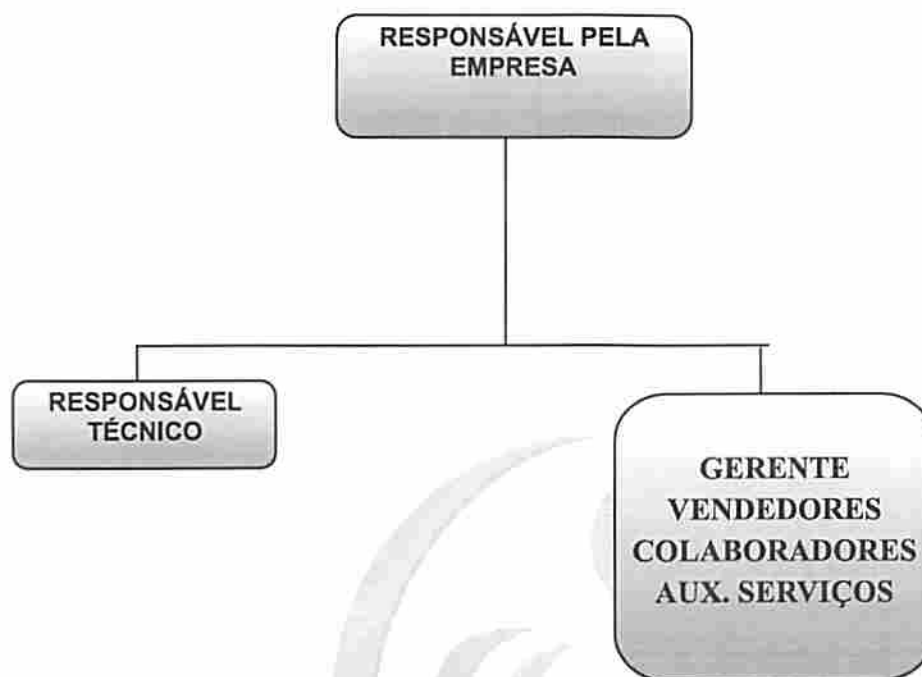 RESPONSÁVEL PELA
EMPRESA
RESPONSÁVEL
TÉCNICO
GERENTE
VENDEDORES
COLABORADORES
AUX. SERVIÇOS